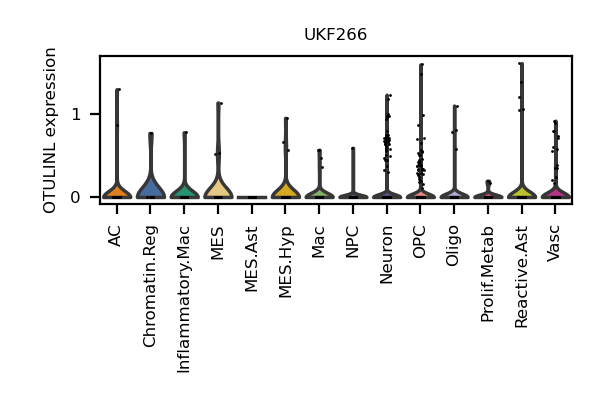 UKF266
OTULINL expression
1
0
AC
Chromatin.Reg
Inflammatory.Mac
MES
MES.Ast
MES.Hyp
Mac
NPC
Neuron
OPC
Oligo
Prolif.Metab
Reactive.Ast
Vasc